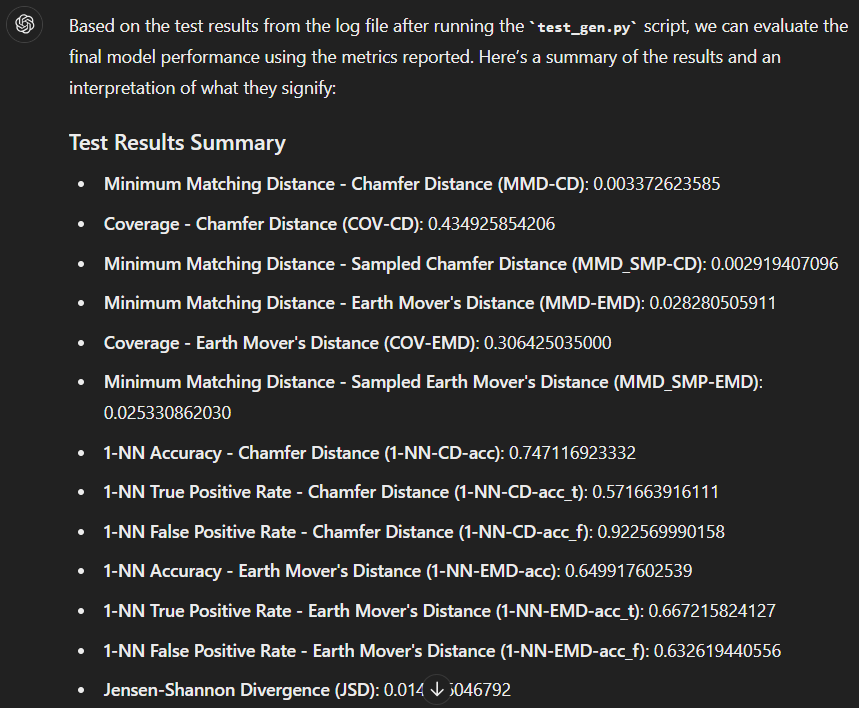 Based on the test results from the log file after running the `test_gen.py` script, we can evaluate the
final model performance using the metrics reported. Here’s a summary of the results and an
interpretation of what they signify:
Test Results Summary
• Minimum Matching Distance - Chamfer Distance (MMD-CD): 0.003372623585
• Coverage - Chamfer Distance (COV-CD): 0.434925854206
• Minimum Matching Distance - Sampled Chamfer Distance (MMD_SMP-CD): 0.002919407096
• Minimum Matching Distance - Earth Mover's Distance (MMD-EMD): 0.028280505911
• Coverage - Earth Mover's Distance (COV-EMD): 0.306425035000
• Minimum Matching Distance - Sampled Earth Mover's Distance (MMD_SMP-EMD):
0.025330862030
• 1-NN Accuracy - Chamfer Distance (1-NN-CD-acc): 0.747116923332
• 1-NN True Positive Rate - Chamfer Distance (1-NN-CD-acc_t): 0.571663916111
• 1-NN False Positive Rate - Chamfer Distance (1-NN-CD-acc_f): 0.922569990158
• 1-NN Accuracy - Earth Mover's Distance (1-NN-EMD-acc): 0.649917602539
• 1-NN True Positive Rate - Earth Mover's Distance (1-NN-EMD-acc_t): 0.667215824127
• 1-NN False Positive Rate - Earth Mover's Distance (1-NN-EMD-acc_f): 0.632619440556
• Jensen-Shannon Divergence (JSD):